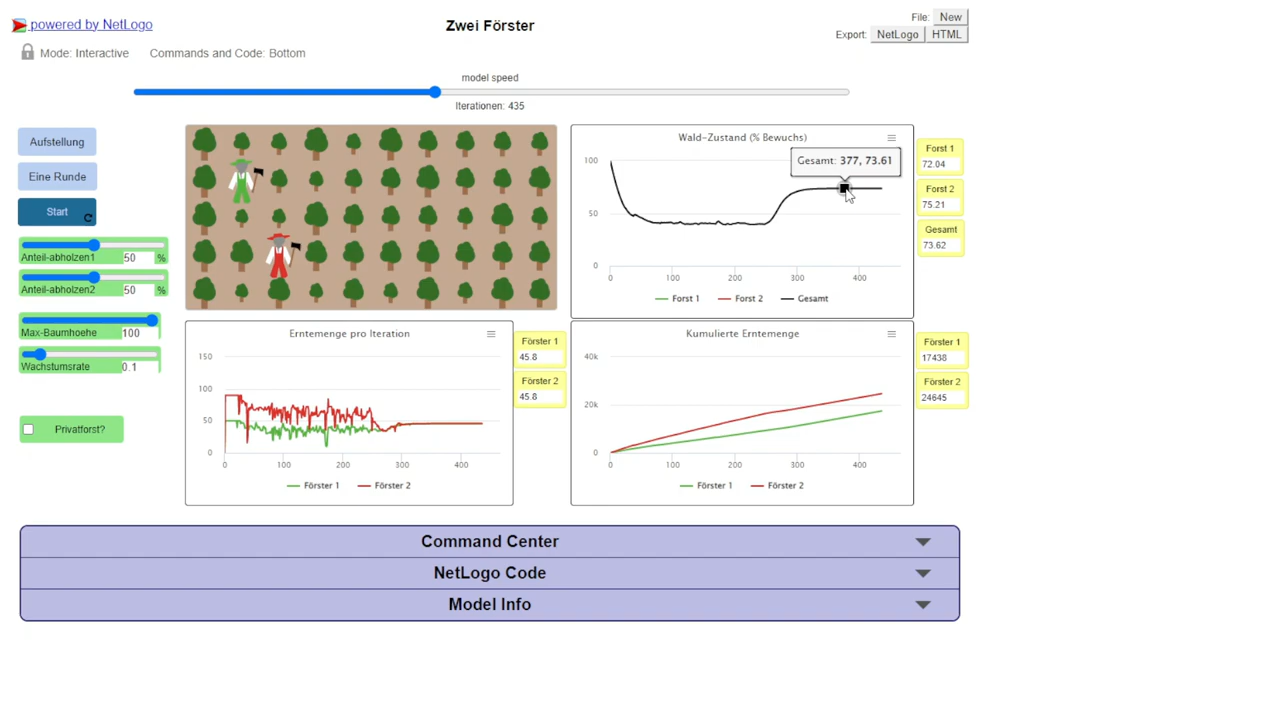 powered by NetLogo
Zwei Förster
File: New
Export: NetLogo HTML
Mode: Interactive Commands and Code: Bottom
model speed
Iterationen: 435
Aufstellung
Eine Runde
Start
Anteil-abholzen1 50 %
Anteil-abholzen2 50 %
Max-Baumhoehe 100
Wachstumsrate 0.1
Privatforst?
Wald-Zustand (% Bewuchs)
Gesamt: 377, 73.61
100
50
0
0 100 200 300 400
Forst 1 Forst 2 Gesamt
Forst 1
72.04
Forst 2
75.21
Gesamt
73.62
Erntemenge pro Iteration
150
100
50
0
0 100 200 300 400
Förster 1 Förster 2
Förster 1
45.8
Förster 2
45.8
Kumulierte Erntemenge
40k
20k
0
0 100 200 300 400
Förster 1 Förster 2
Förster 1
17438
Förster 2
24645
Command Center
NetLogo Code
Model Info